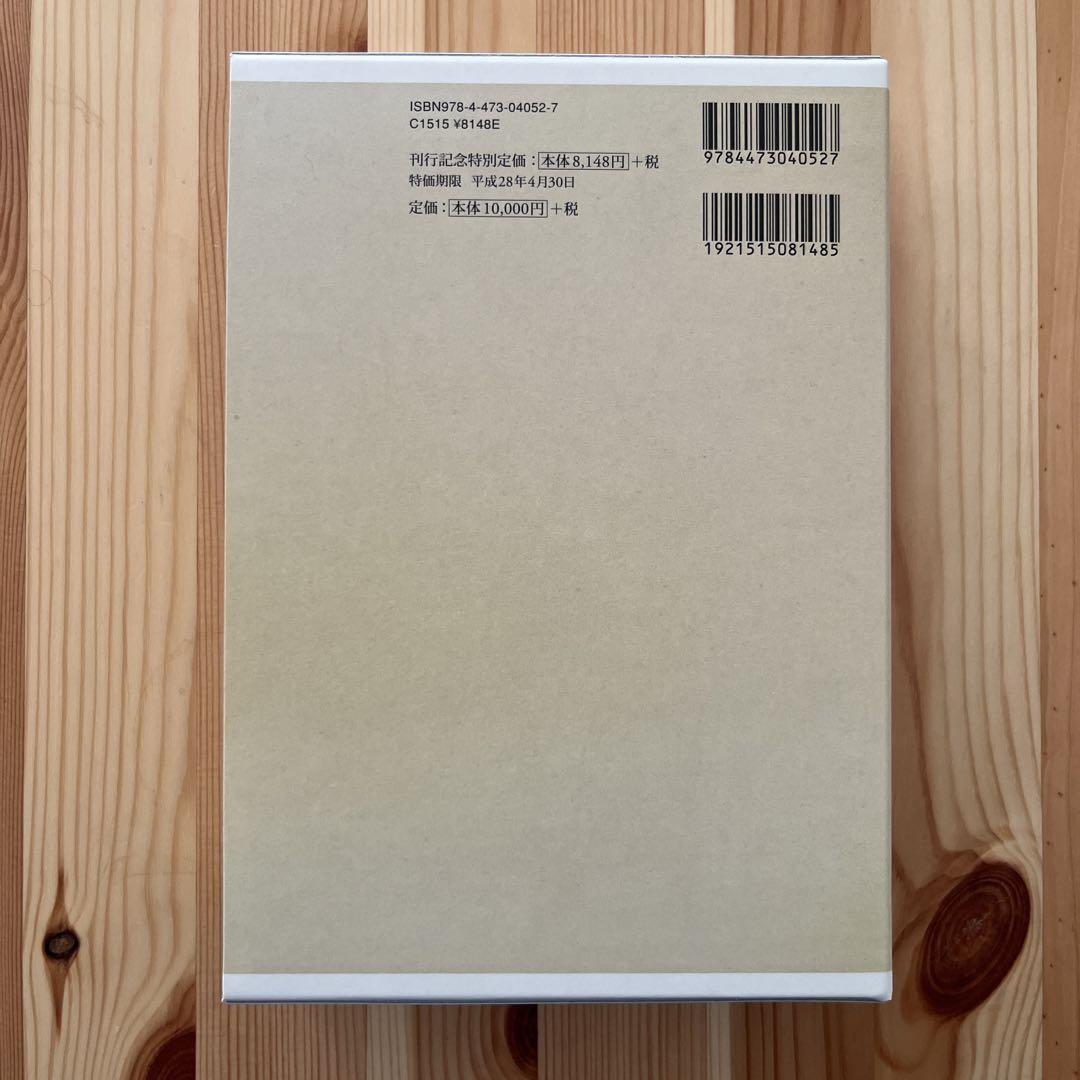 ISBN978-4-473-04052-7
C1515 ¥8148E
刊行記念特別定価：本体8,148円＋税
特価期限 平成28年4月30日
定価：本体10,000円＋税
9784473040527
1921515081485